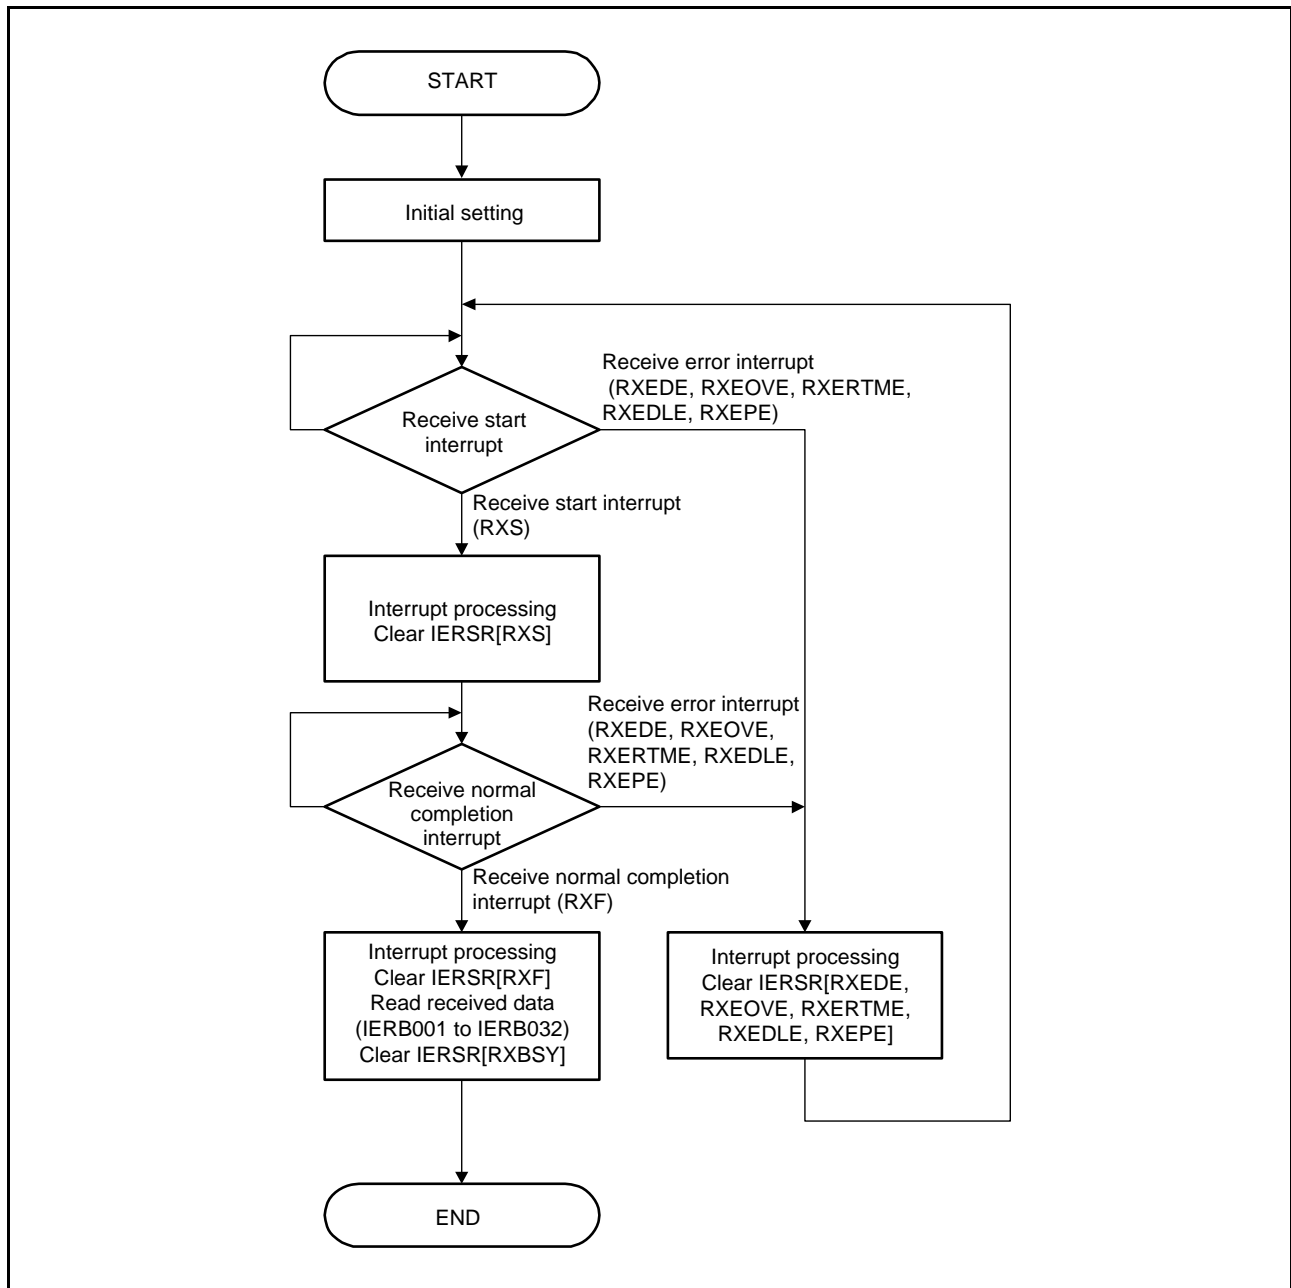 START
Initial setting
Receive error interrupt
(RXEDE, RXEOVE, RXERTME,
RXEDLE, RXEPE)
Receive start
interrupt
Receive start interrupt
(RXS)
Interrupt processing
Clear IERSR[RXS]
Receive error interrupt
(RXEDE, RXEOVE,
RXERTME, RXEDLE,
RXEPE)
Receive normal
completion
interrupt
Receive normal completion
interrupt (RXF)
Interrupt processing
Clear IERSR[RXF]
Read received data
(IERB001 to IERB032)
Clear IERSR[RXBSY]
Interrupt processing
Clear IERSR[RXEDE,
RXEOVE, RXERTME,
RXEDLE, RXEPE]
END